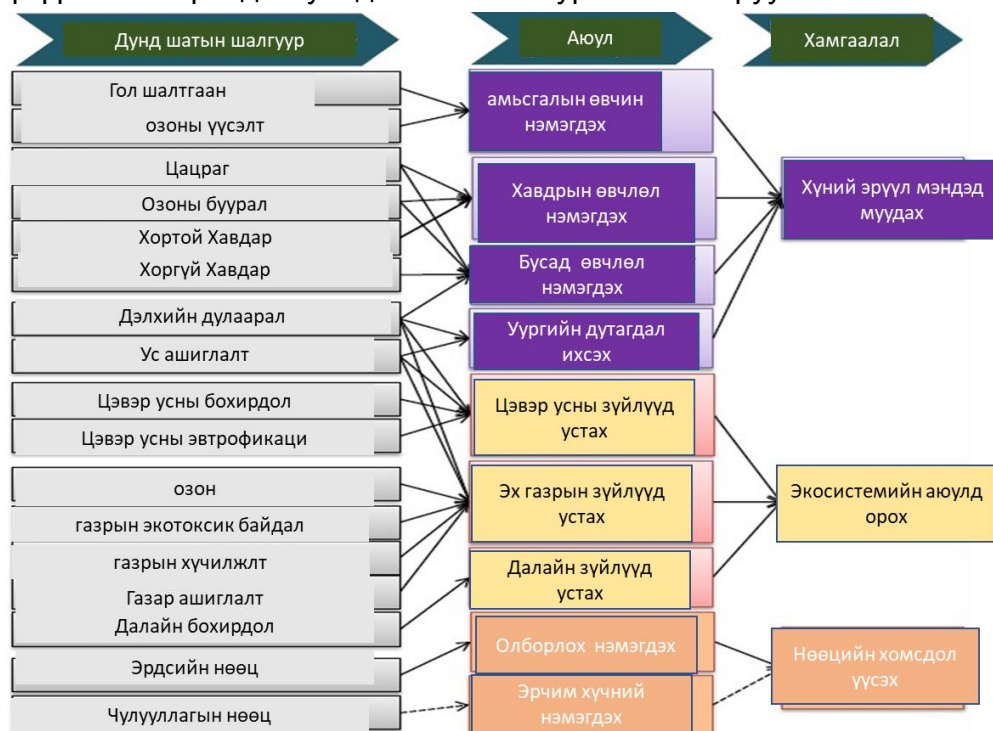 Дунд шатын шалгуур
Аюул
Хамгаалал
Гол шалтгаан
озоны үүсэлт
Цацраг
Озоны буурал
Хортой Хавдар
Хоргүй Хавдар
Дэлхийн дулаарал
Ус ашиглалт
Цэвэр усны бохирдол
Цэвэр усны эвтрофикаци
озон
газрын экотоксик байдал
газрын хүчилжлт
Газар ашиглалт
Далайн бохирдол
Эрдсийн нөөц
Чулууллагын нөөц
амьсгалын өвчин
нэмэгдэх
Хавдрын өвчлөл
нэмэгдэх
Бусад өвчлөл
нэмэгдэх
Уургийн дутагдал
ихсэх
Цэвэр усны зүйлүүд
устах
Эх газрын зүйлүүд
устах
Далайн зүйлүүд
устах
Олборлох нэмэгдэх
Эрчим хүчний
нэмэгдэх
Хүний эрүүл мэндэд
муудах
Экосистемийн аюулд
орох
Нөөцийн хомсдол
үүсэх